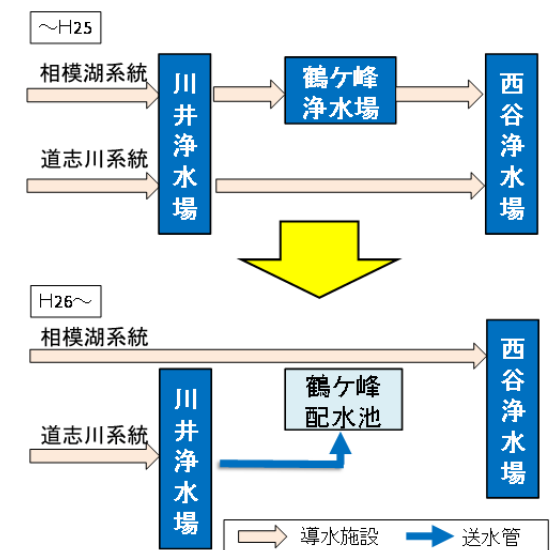 ～H25
相模湖系統
道志川系統
川井浄水場
鶴ケ峰
浄水場
西谷浄水場
H26～
相模湖系統
道志川系統
川井浄水場
鶴ケ峰
配水池
西谷浄水場
導水施設
送水管